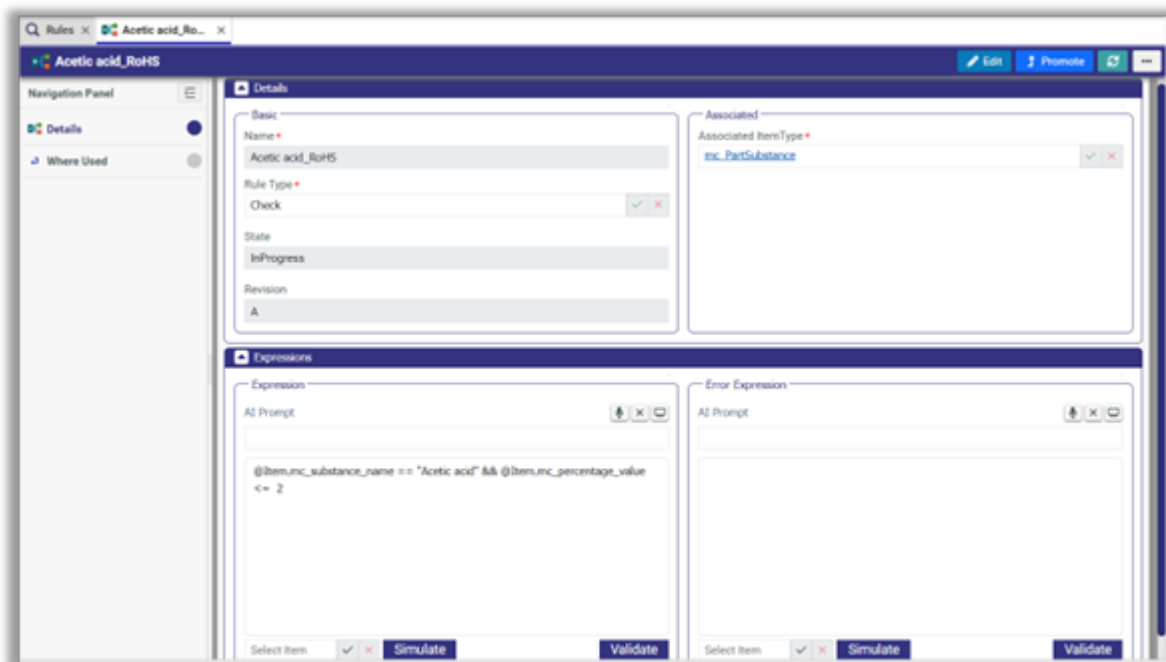 Rules
Acetic acid_Ro...
Acetic acid_RoHS
Edit
Promote
Navigation Panel
Details
Where Used
Details
Basic
Name
Acetic acid_RoHS
Rule Type
Check
State
InProgress
Revision
A
Associated
Associated ItemType
mc_PartSubstance
Expressions
Expression
AI Prompt
@Item.mc_substance_name == "Acetic acid" && @Item.mc_percentage_value
<= 2
Select Item
Simulate
Validate
Error Expression
AI Prompt
Select Item
Simulate
Validate